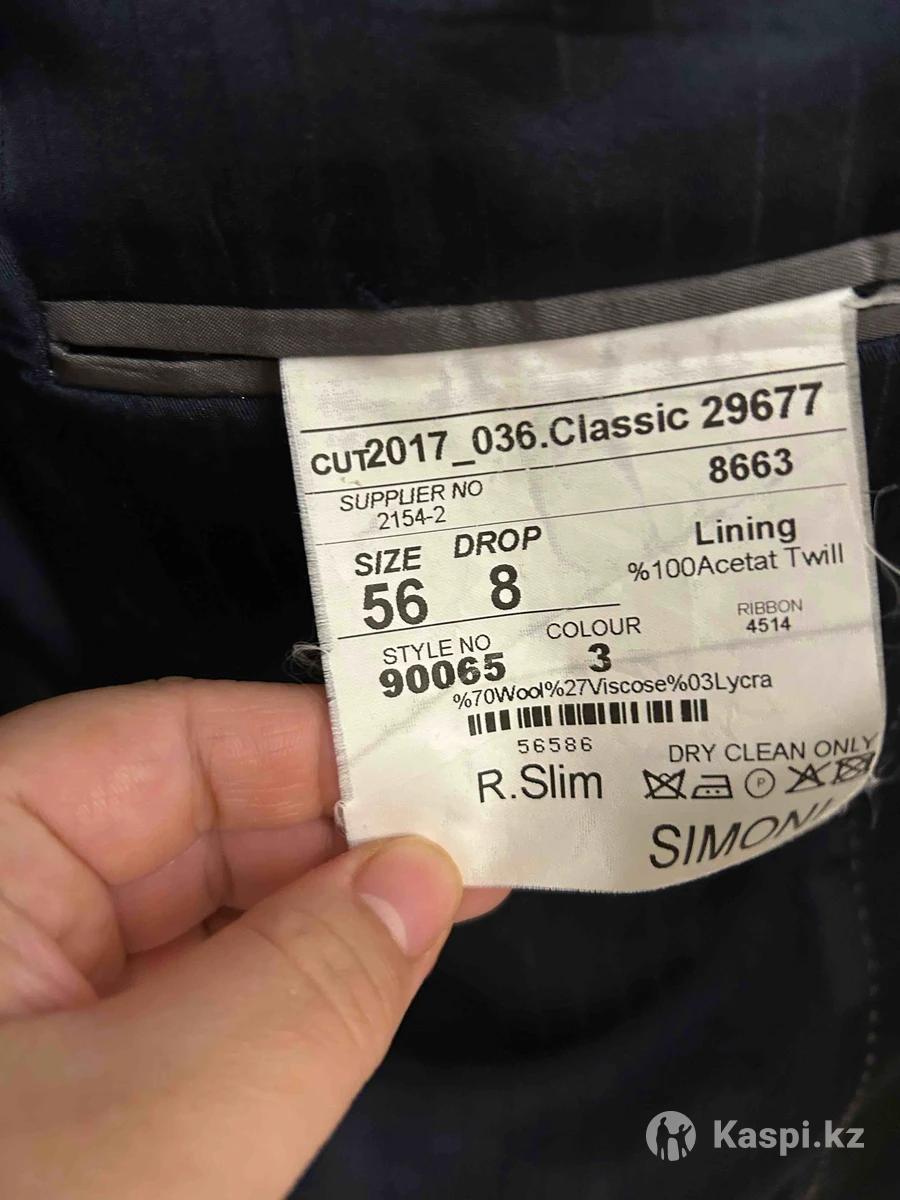 CUT2017_036.Classic 29677
SUPPLIER NO 8663
2154-2
SIZE DROP Lining
56 8 %100Acetat Twill
STYLE NO COLOUR RIBBON
90065 3 4514
%70Wool%27Viscose%03Lycra
56586
DRY CLEAN ONLY
R.Slim
P
SIMONI
Kaspi.kz